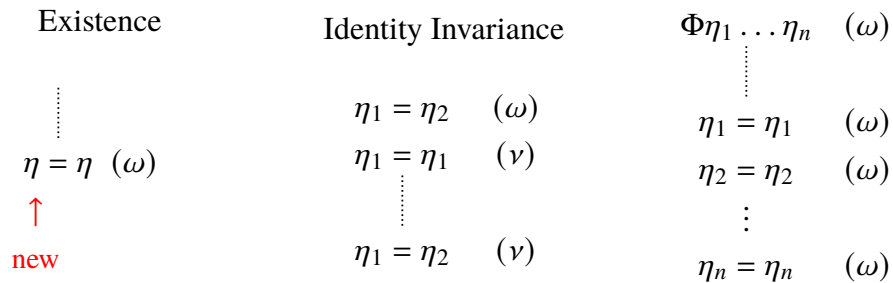 Existence
η = η (ω)
↑
new
Identity Invariance
η₁ = η₂ (ω)
η₁ = η₁ (ν)
η₁ = η₂ (ν)
Φη₁ … ηₙ (ω)
η₁ = η₁ (ω)
η₂ = η₂ (ω)
⋮
ηₙ = ηₙ (ω)